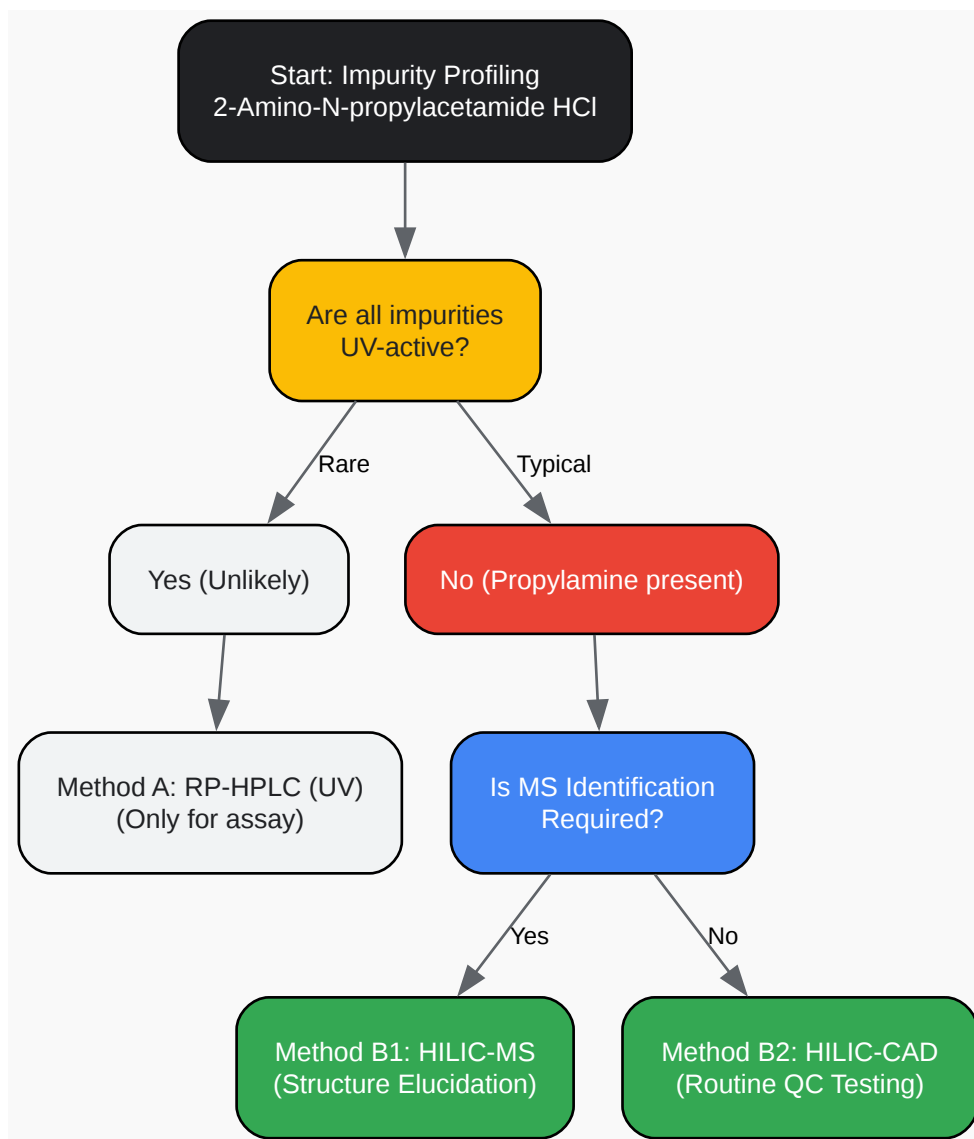 Start: Impurity Profiling
2-Amino-N-propylacetamide HCl
Are all impurities
UV-active?
Rare
Typical
Yes (Unlikely)
No (Propylamine present)
Method A: RP-HPLC (UV)
(Only for assay)
Is MS Identification
Required?
Yes
No
Method B1: HILIC-MS
(Structure Elucidation)
Method B2: HILIC-CAD
(Routine QC Testing)